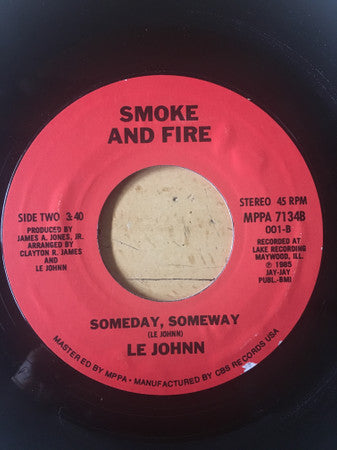 SMOKE
AND FIRE
SIDE TWO 3:40
PRODUCED BY
JAMES A. JONES, JR.
ARRANGED BY
CLAYTON R. JAMES
AND
LE JOHNN
STEREO 45 RPM
MPPA 7134B
001-B
RECORDED AT
LAKE RECORDING
MAYWOOD, ILL.
℗ 1985
JAY-JAY
PUBL.-BMI
SOMEDAY, SOMEWAY
(LE JOHNN)
LE JOHNN
MASTERED BY MPPA • MANUFACTURED BY CBS RECORDS USA